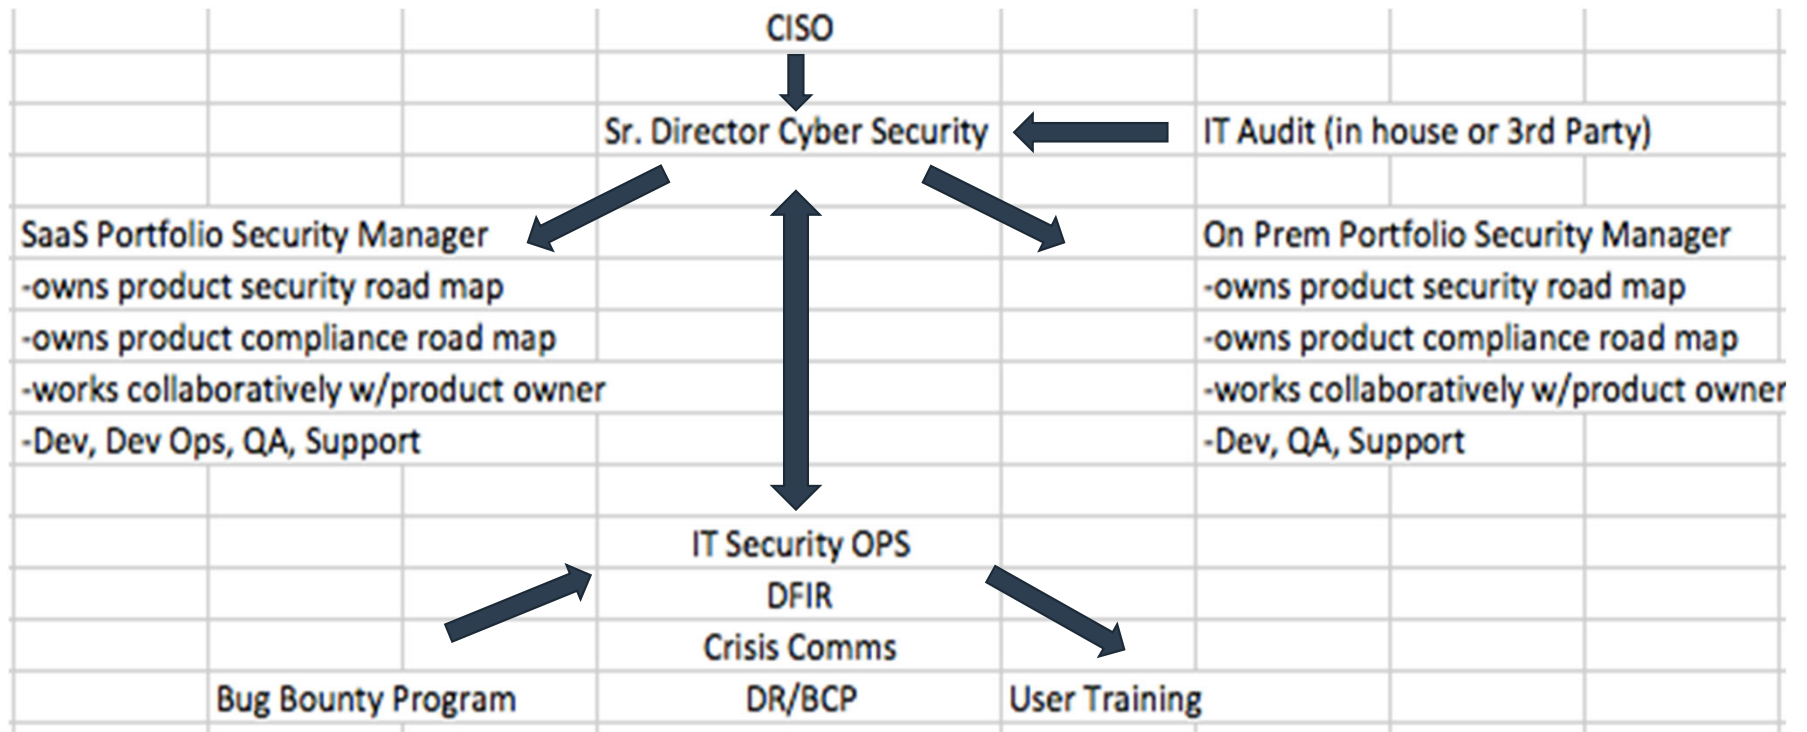 CISO
Sr. Director Cyber Security
IT Audit (in house or 3rd Party)
SaaS Portfolio Security Manager
-owns product security road map
-owns product compliance road map
-works collaboratively w/product owner
-Dev, Dev Ops, QA, Support
On Prem Portfolio Security Manager
-owns product security road map
-owns product compliance road map
-works collaboratively w/product owner
-Dev, QA, Support
IT Security OPS
DFIR
Crisis Comms
Bug Bounty Program
DR/BCP
User Training